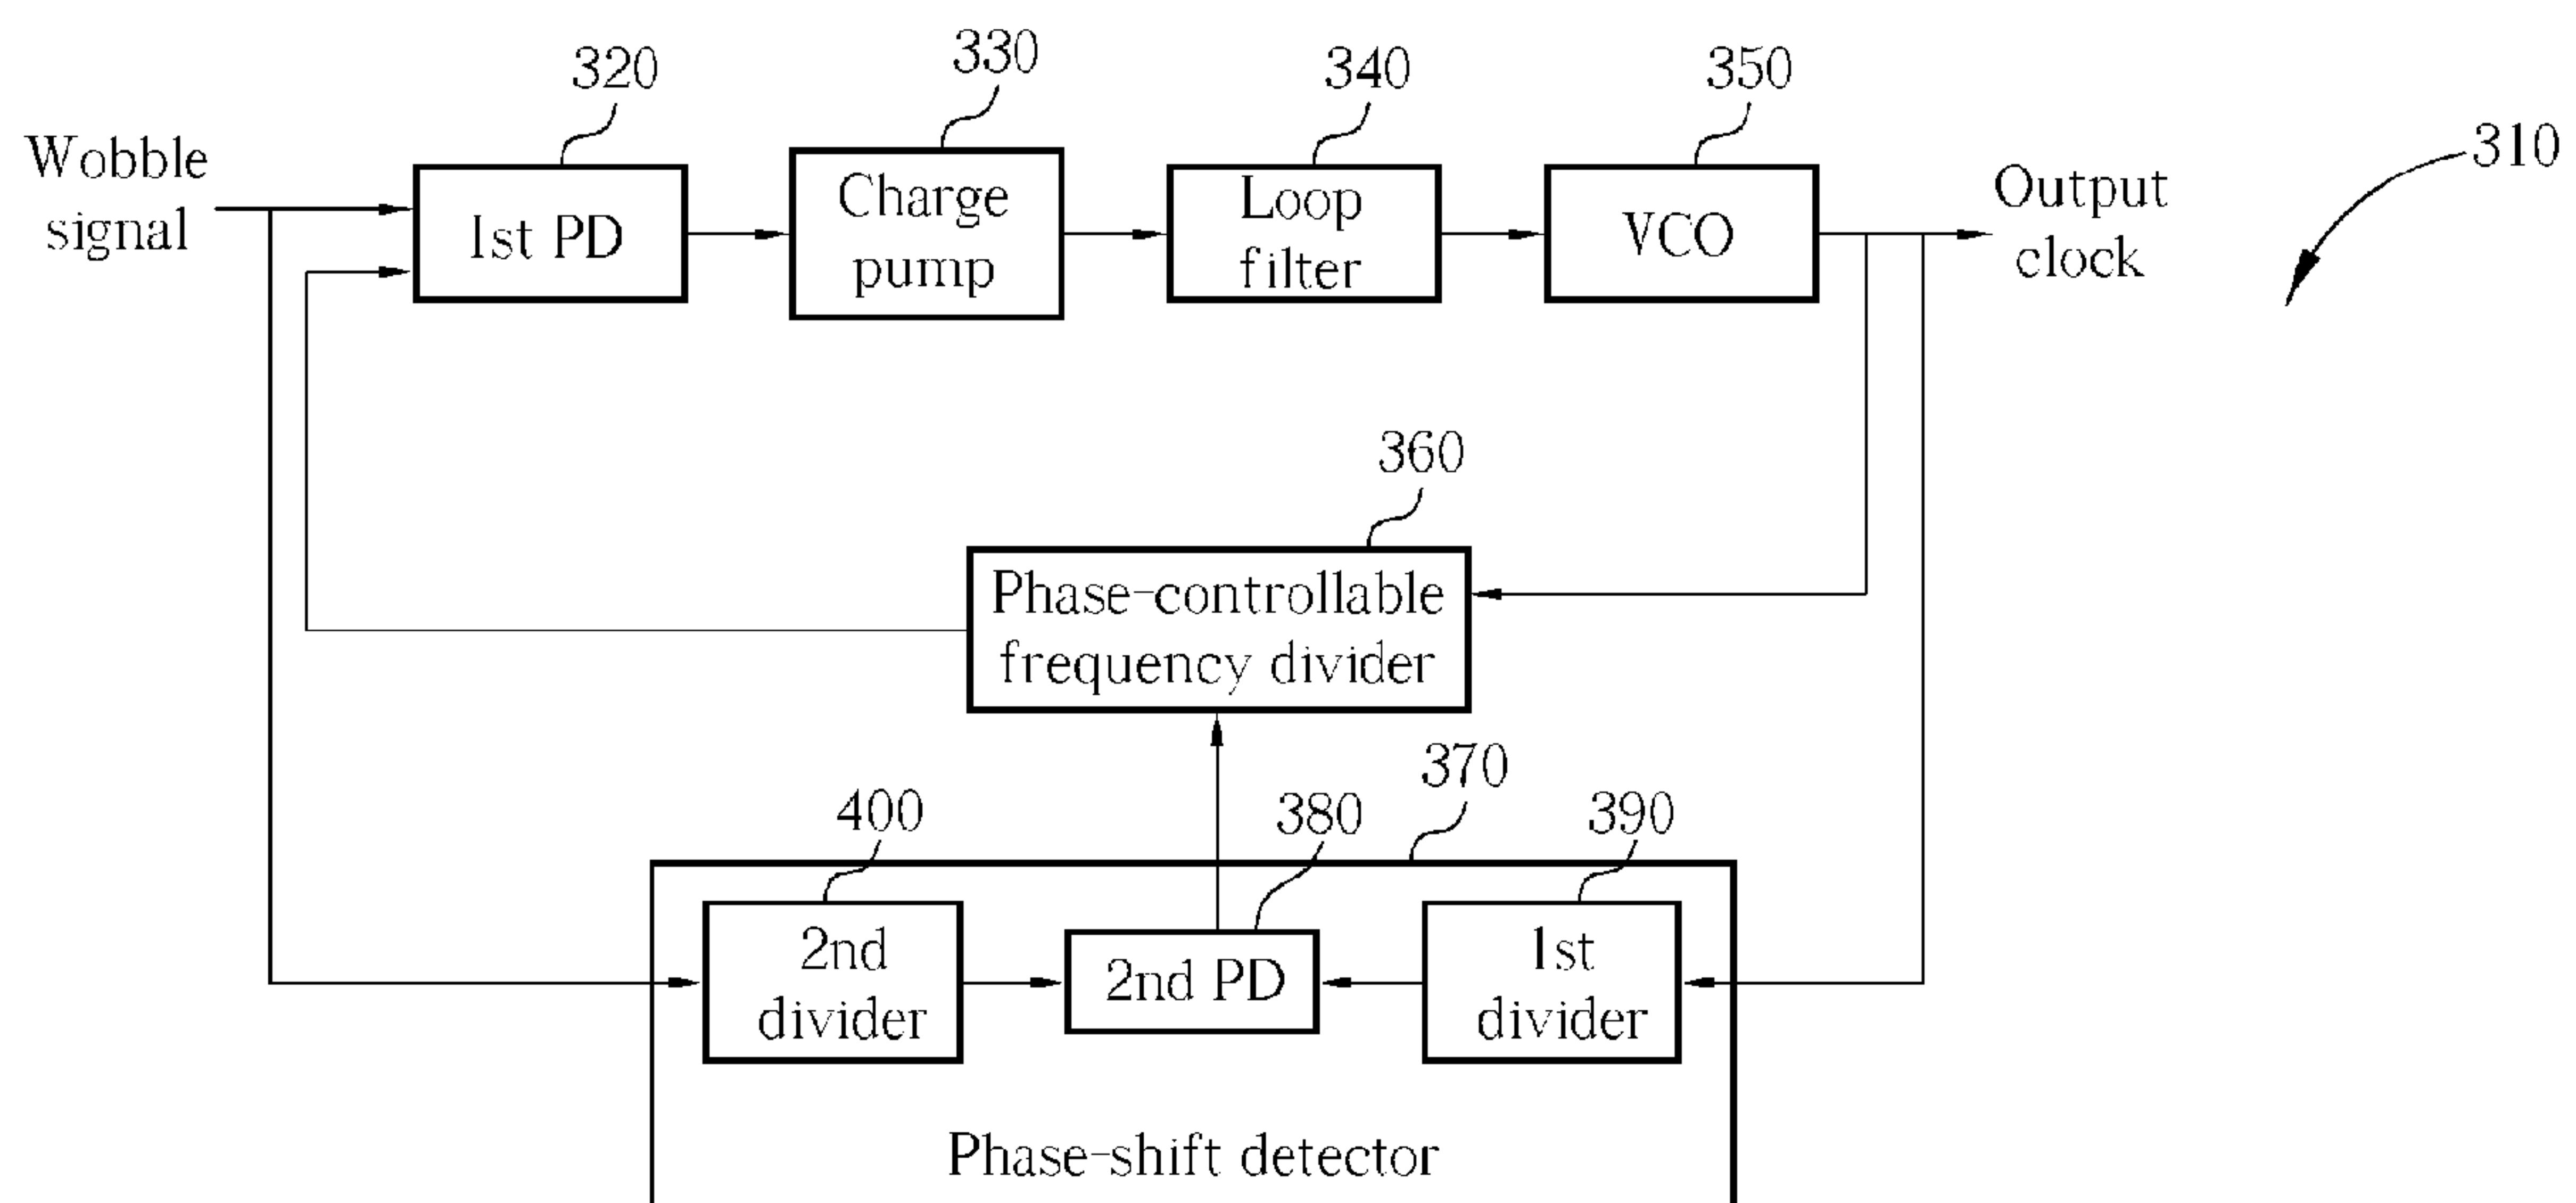 320
330
340
350
310
Wobble
signal
1st PD
Charge
pump
Loop
filter
VCO
Output
clock
360
Phase-controllable
frequency divider
370
400
380
390
2nd
divider
2nd PD
1st
divider
Phase-shift detector